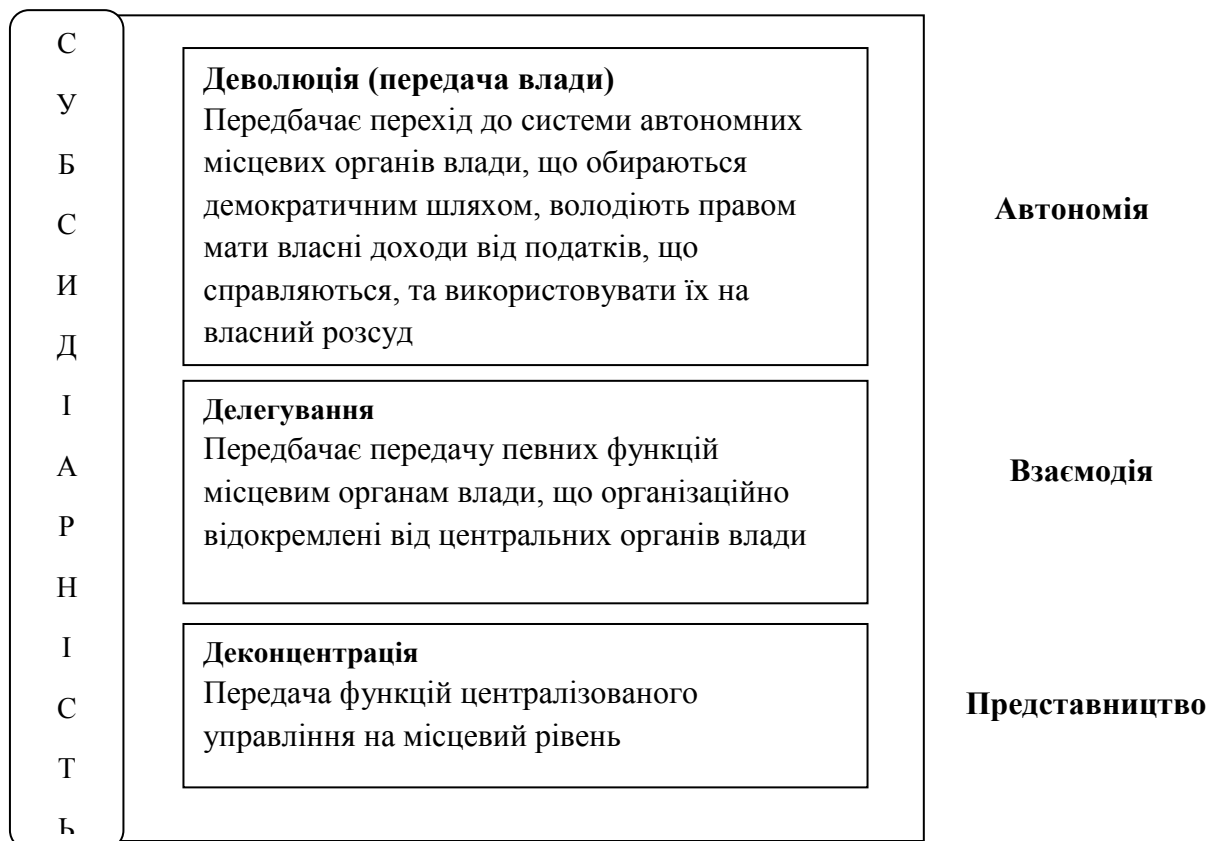 С
У
Б
С
И
Д
І
А
Р
Н
І
С
Т
Ь
Деволюція (передача влади)
Передбачає перехід до системи автономних
місцевих органів влади, що обираються
демократичним шляхом, володіють правом
мати власні доходи від податків, що
справляються, та використовувати їх на
власний розсуд
Автономія
Делегування
Передбачає передачу певних функцій
місцевим органам влади, що організаційно
відокремлені від центральних органів влади
Взаємодія
Деконцентрація
Передача функцій централізованого
управління на місцевий рівень
Представництво